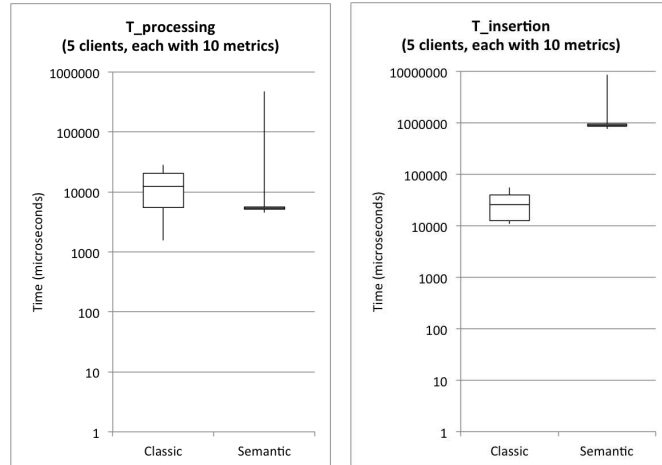 T_processing
(5 clients, each with 10 metrics)
1000000
100000
10000
1000
100
10
1
Time (microseconds)
Classic
Semantic
T_insertion
(5 clients, each with 10 metrics)
10000000
1000000
100000
10000
1000
100
10
1
Time (microseconds)
Classic
Semantic